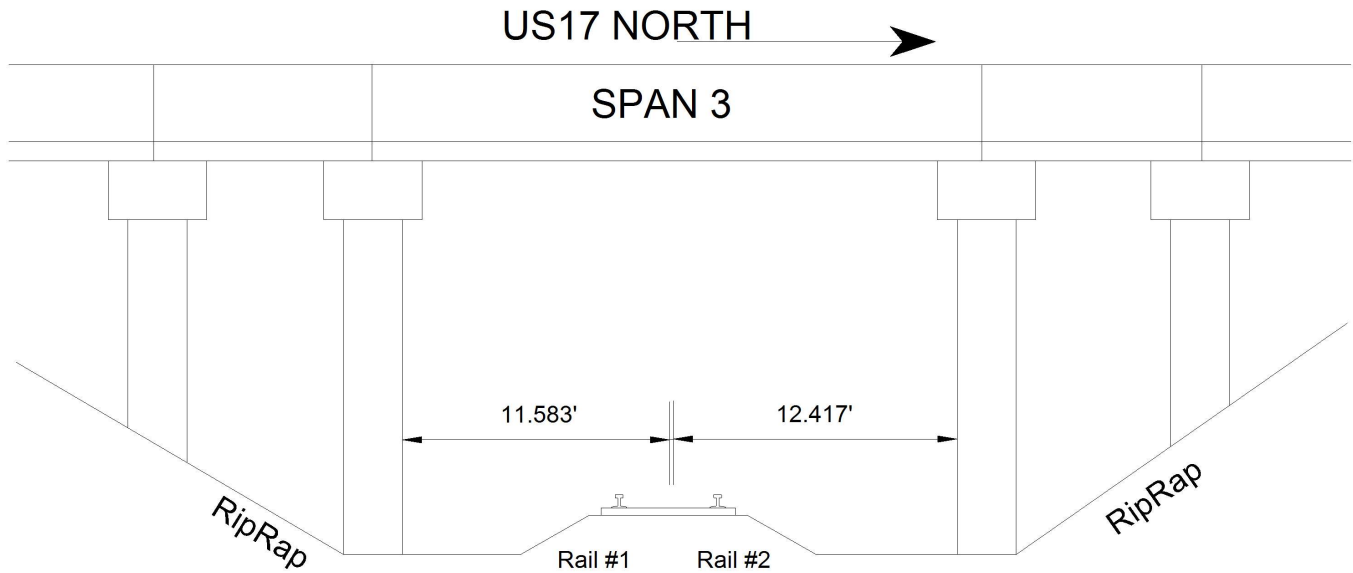 US17 NORTH
SPAN 3
11.583'
12.417'
RipRap
RipRap
Rail #1
Rail #2